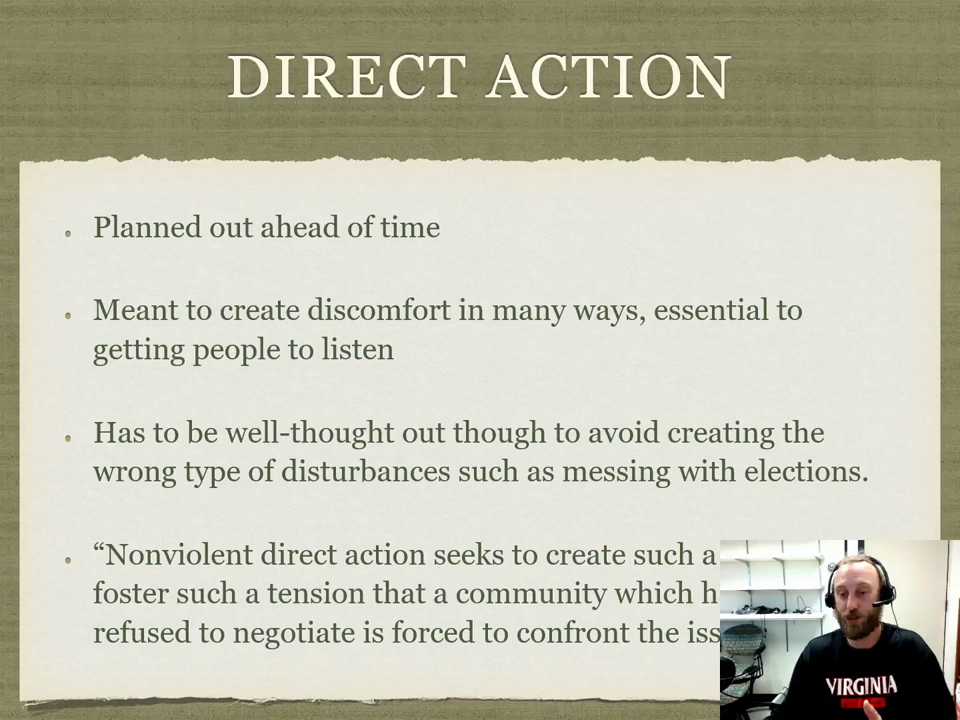 DIRECT ACTION
Planned out ahead of time
Meant to create discomfort in many ways, essential to
getting people to listen
Has to be well-thought out though to avoid creating the
wrong type of disturbances such as messing with elections.
“Nonviolent direct action seeks to create such a
foster such a tension that a community which
refused to negotiate is forced to confront the
VIRGINIA